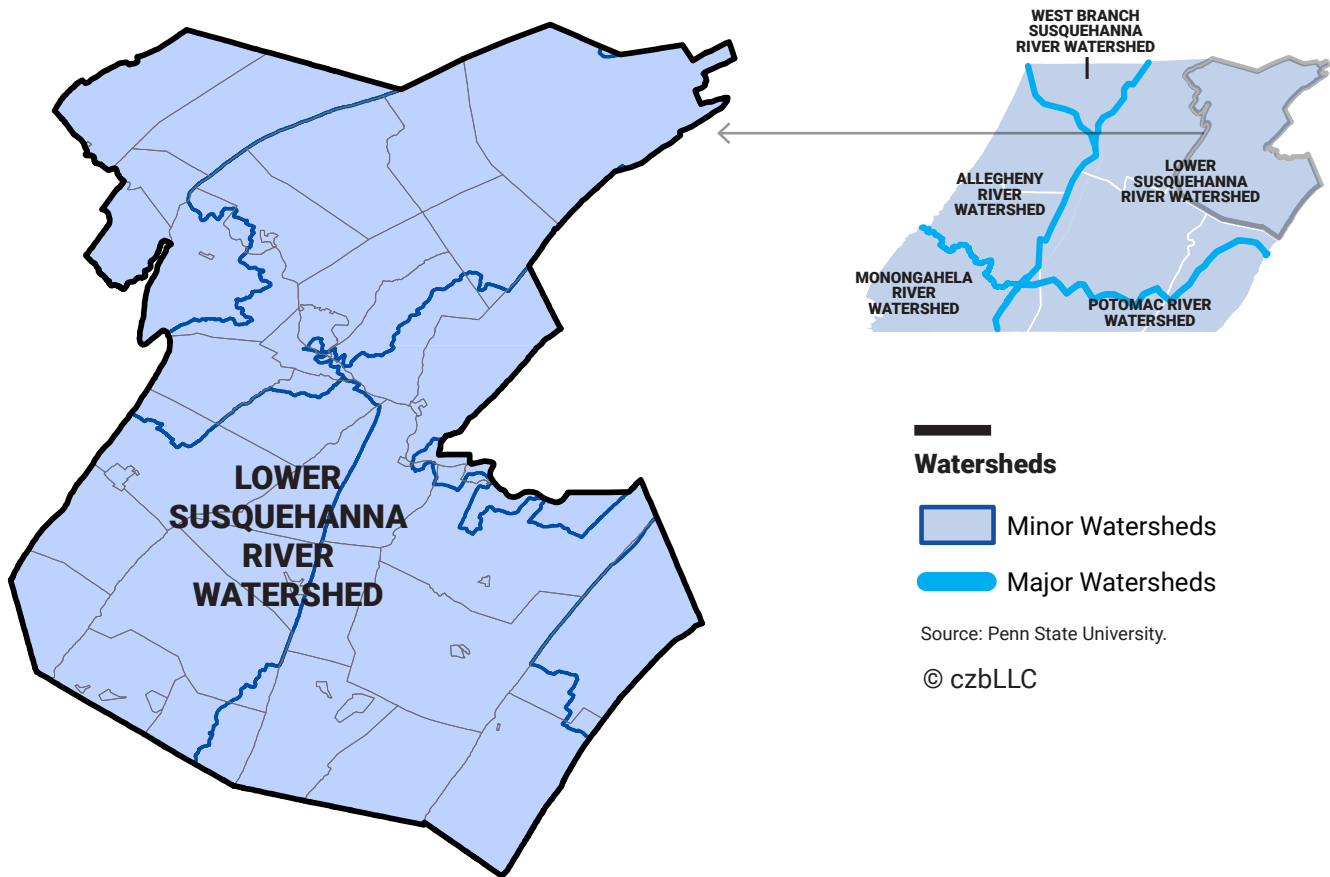 WEST BRANCH
SUSQUEHANNA
RIVER WATERSHED
ALLEGHENY
RIVER
WATERSHED
LOWER
SUSQUEHANNA
RIVER WATERSHED
MONONGAHELA
RIVER
WATERSHED
POTOMAC RIVER
WATERSHED
LOWER
SUSQUEHANNA
RIVER
WATERSHED
Watersheds
Minor Watersheds
Major Watersheds
Source: Penn State University.
© czbLLC